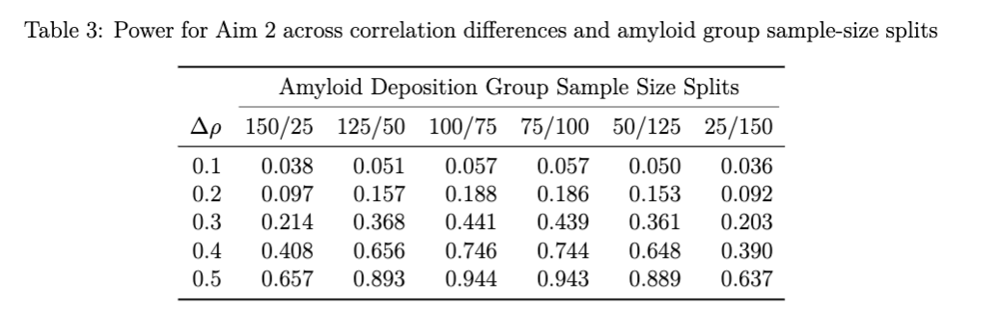 Table 3: Power for Aim 2 across correlation differences and amyloid group sample-size splits
Amyloid Deposition Group Sample Size Splits
Δρ 150/25 125/50 100/75 75/100 50/125 25/150
0.1 0.038 0.051 0.057 0.057 0.050 0.036
0.2 0.097 0.157 0.188 0.186 0.153 0.092
0.3 0.214 0.368 0.441 0.439 0.361 0.203
0.4 0.408 0.656 0.746 0.744 0.648 0.390
0.5 0.657 0.893 0.944 0.943 0.889 0.637